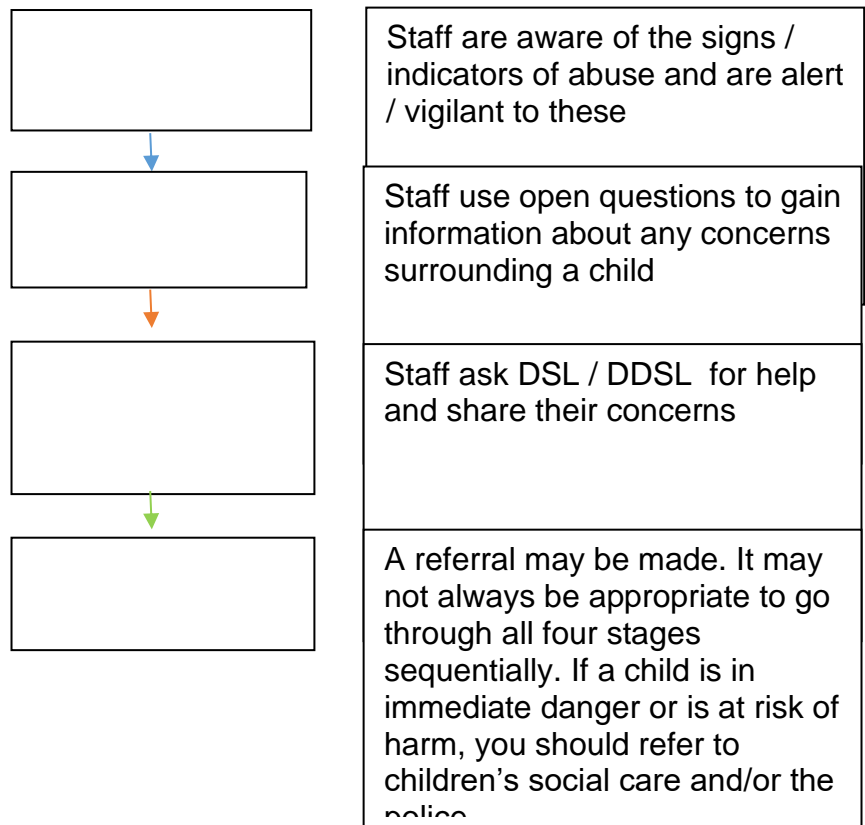 Staff are aware of the signs /
indicators of abuse and are alert
/ vigilant to these
Staff use open questions to gain
information about any concerns
surrounding a child
Staff ask DSL / DDSL for help
and share their concerns
A referral may be made. It may
not always be appropriate to go
through all four stages
sequentially. If a child is in
immediate danger or is at risk of
harm, you should refer to
children’s social care and/or the
police